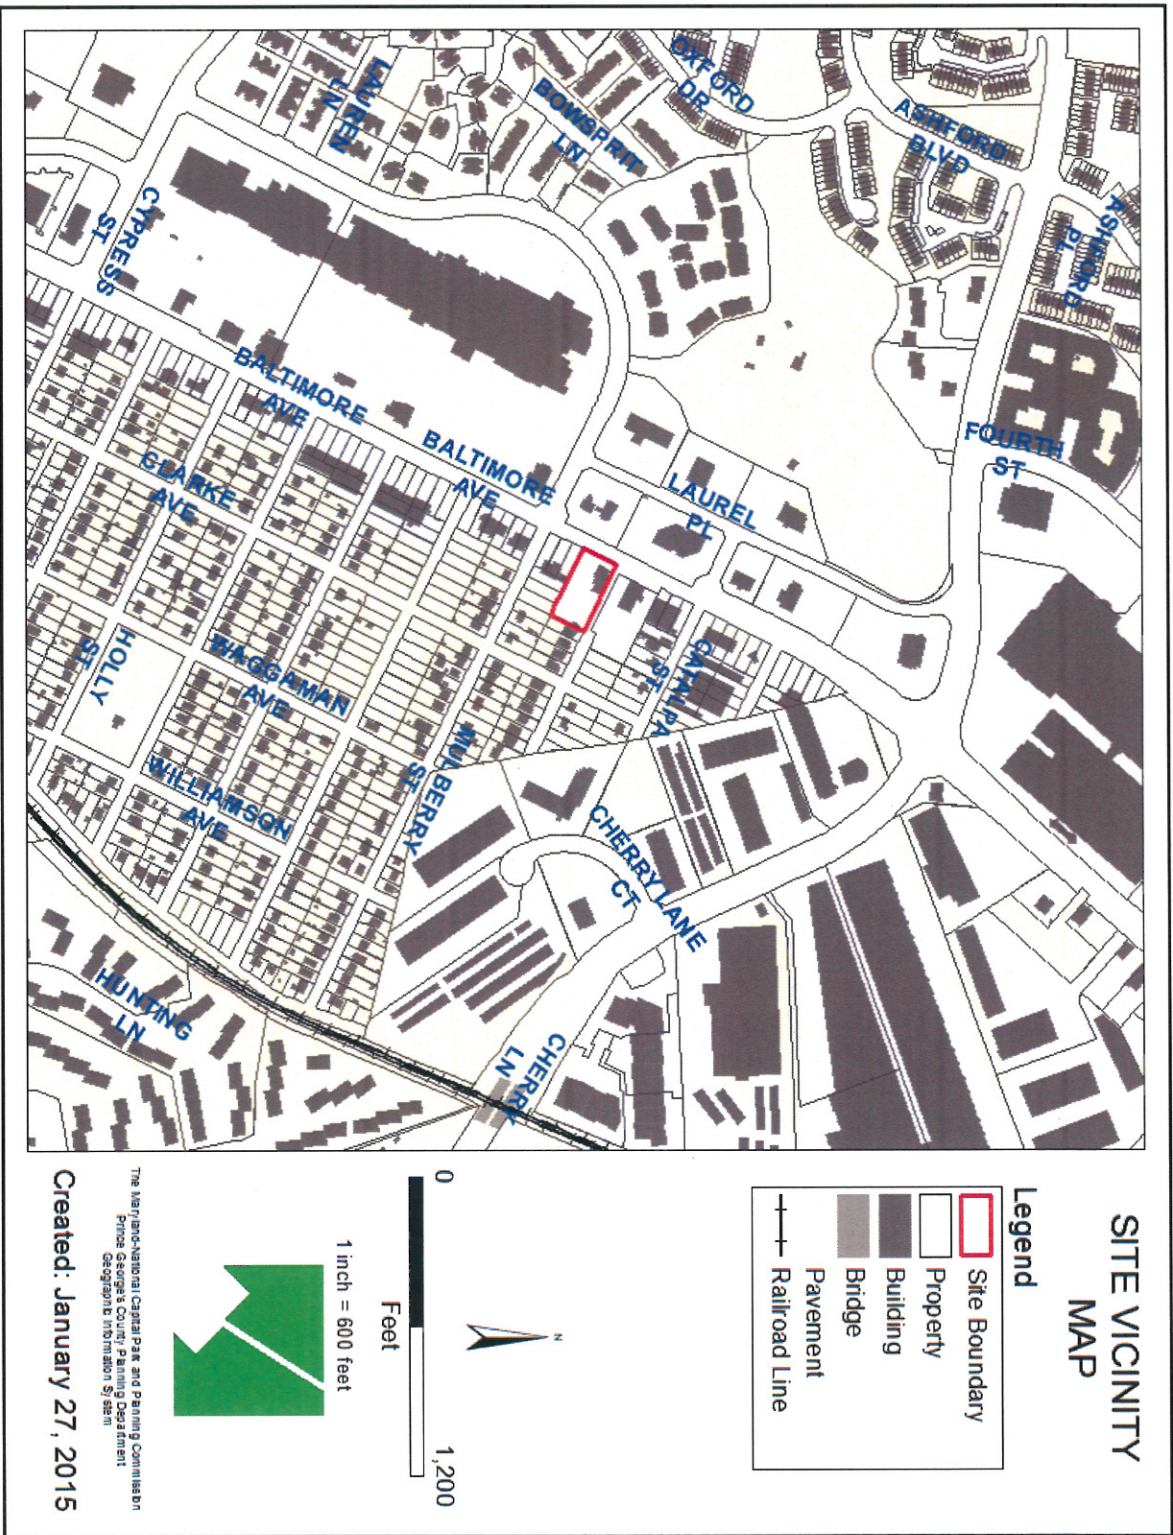 SITE VICINITY
MAP
Legend
Site Boundary
Property
Building
Bridge
Pavement
Railroad Line
N
0
1,200
Feet
1 inch = 600 feet
The Maryland-National Capital Park and Planning Commission
Prince George's County Planning Department
Geographic Information System
Created: January 27, 2015
ASHFORD
PL
ASHFORD
BLVD
OXFORD
DR
BOWSPRIT
LN
LAUREN
LN
FOURTH
ST
LAUREL
PL
BALTIMORE
AVE
BALTIMORE
AVE
CYPRESS
ST
CLARKE
AVE
CATALPA
ST
WAGGAMAN
AVE
HOLLY
ST
WILLIAMSON
AVE
MULBERRY
ST
CHERRY LANE
CT
CHERRY
LN
HUNTING
LN